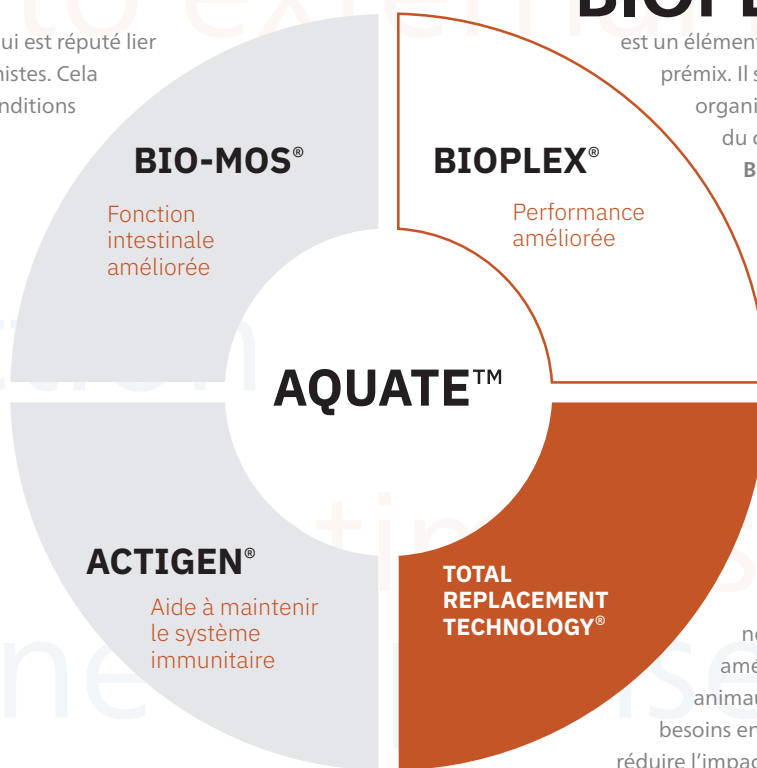 BIOPL
ui est réputé lier
nistes. Cela
nditions
est un élément
prémix. Il s
organi
du c
B
BIO-MOS®
Fonction
intestinale
améliorée
BIOPLEX®
Performance
améliorée
AQUATE™
ACTIGEN®
Aide à maintenir
le système
immunitaire
TOTAL
REPLACEMENT
TECHNOLOGY®
ne
amé
animau
besoins en
réduire l’impac